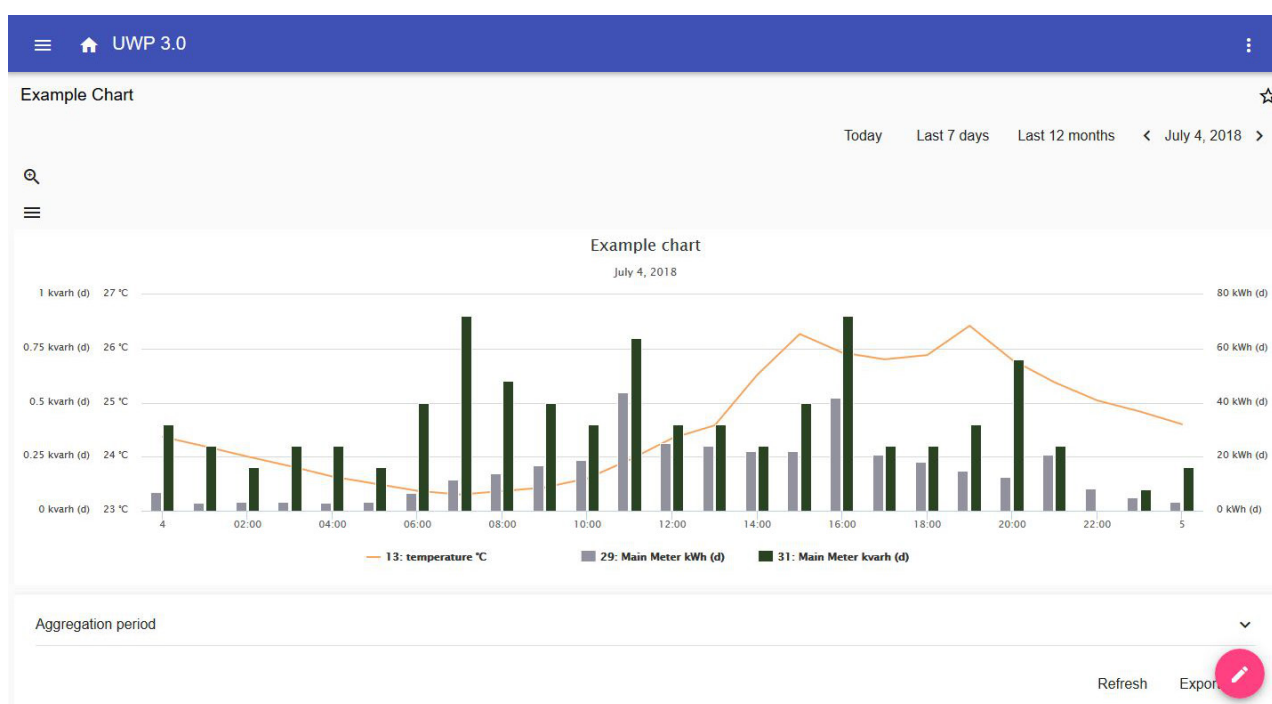 UWP 3.0
Example Chart
Today Last 7 days Last 12 months July 4, 2018
Example chart
July 4, 2018
1 kvarh (d) 27 °C 80 kWh (d)
0.75 kvarh (d) 26 °C 60 kWh (d)
0.5 kvarh (d) 25 °C 40 kWh (d)
0.25 kvarh (d) 24 °C 20 kWh (d)
0 kvarh (d) 23 °C 0 kWh (d)
4 02:00 04:00 06:00 08:00 10:00 12:00 14:00 16:00 18:00 20:00 22:00 5
13: temperature °C 29: Main Meter kWh (d) 31: Main Meter kvarh (d)
Aggregation period
Refresh Export